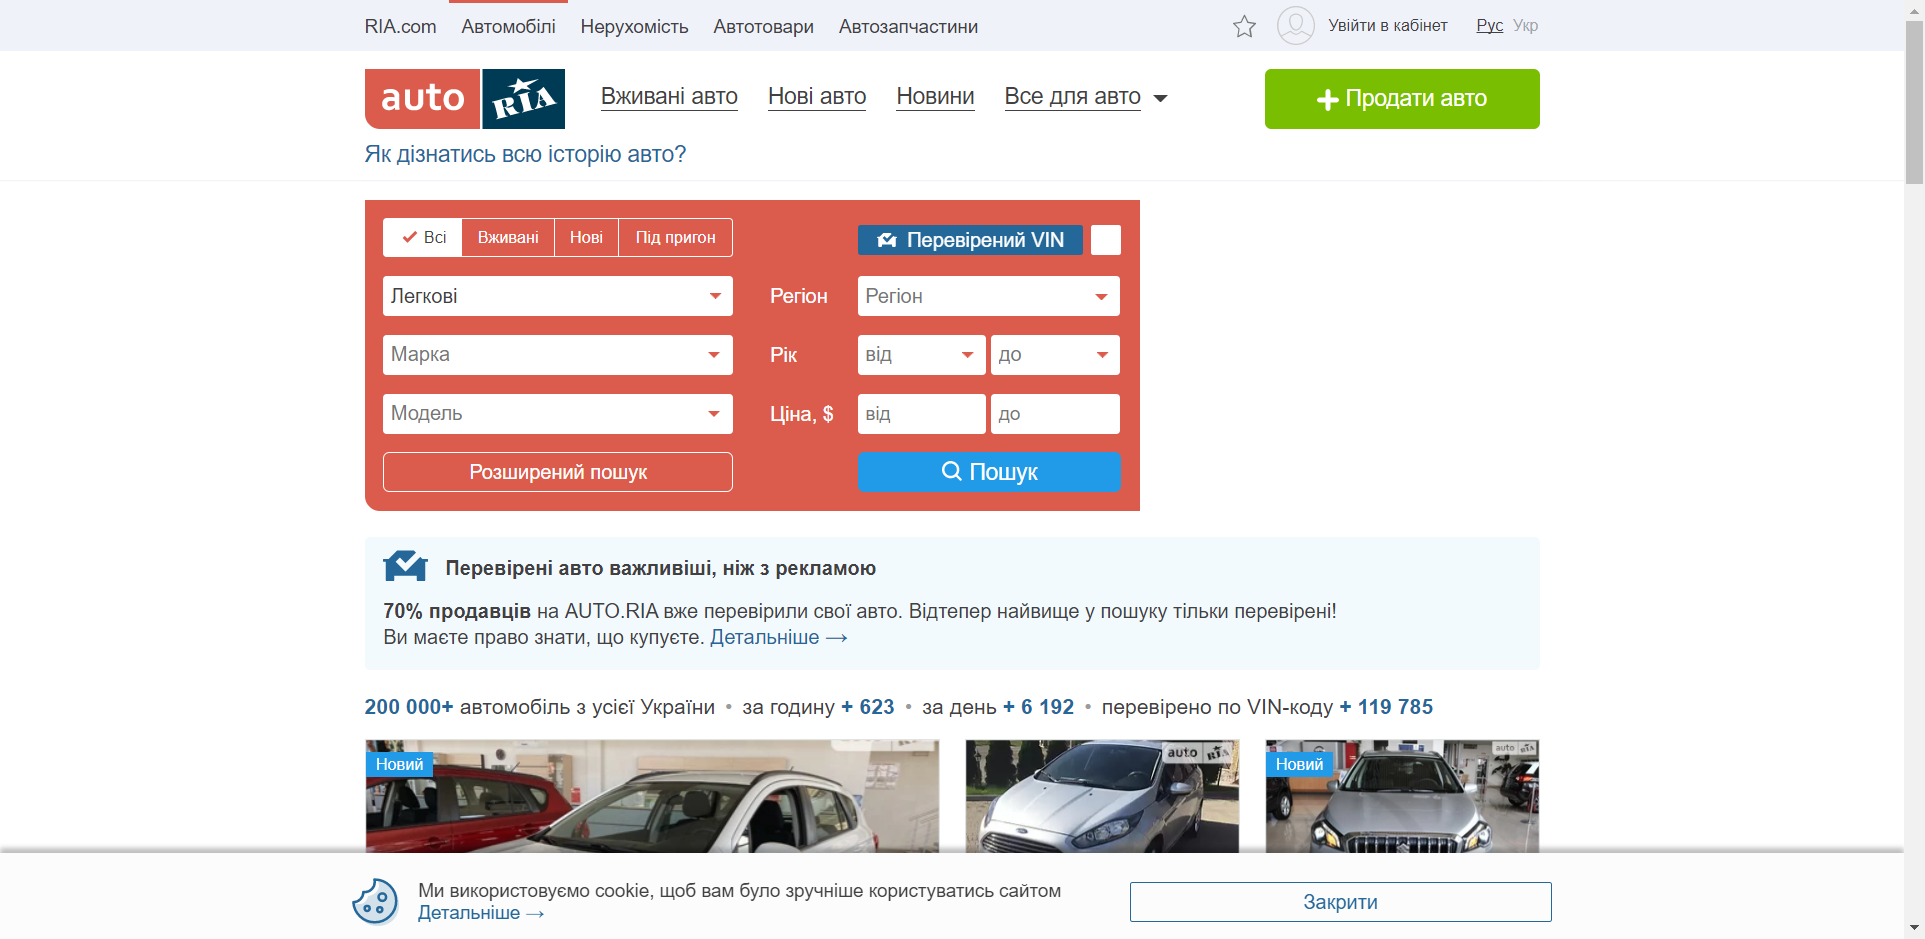 RIA.com Автомобілі Нерухомість Автотовари Автозапчастини Увійти в кабінет Рус Укр
auto RIA Вживані авто Нові авто Новини Все для авто Продати авто
Як дізнатись всю історію авто?
Всі Вживані Нові Під пригон Перевірений VIN
Легкові Регіон Регіон
Марка Рік від до
Модель Ціна, $ від до
Розширений пошук Пошук
Перевірені авто важливіші, ніж з рекламою
70% продавців на AUTO.RIA вже перевірили свої авто. Відтепер найвище у пошуку тільки перевірені!
Ви маєте право знати, що купуєте. Детальніше →
200 000+ автомобіль з усієї України • за годину + 623 • за день + 6 192 • перевірено по VIN-коду + 119 785
Новий auto RIA Новий auto RIA
Ми використовуємо cookie, щоб вам було зручніше користуватись сайтом
Детальніше →
Закрити